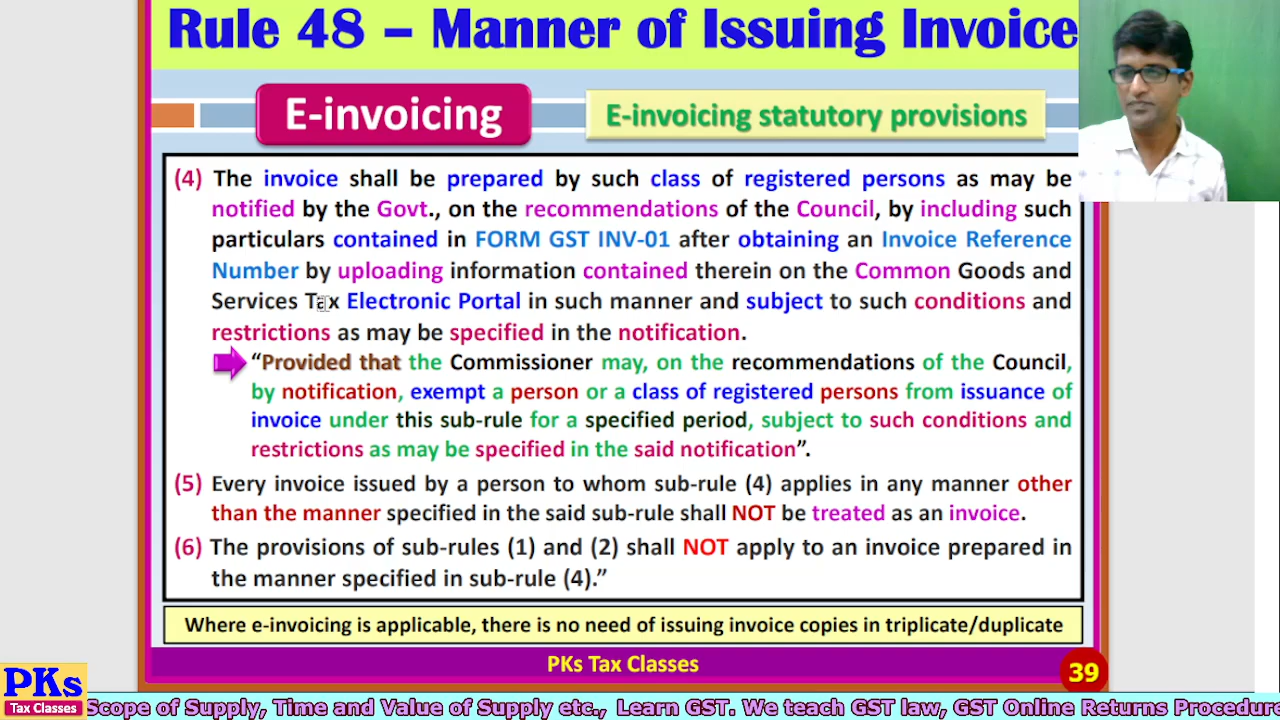 Rule 48 – Manner of Issuing Invoice
E-invoicing
E-invoicing statutory provisions
(4) The invoice shall be prepared by such class of registered persons as may be
notified by the Govt., on the recommendations of the Council, by including such
particulars contained in FORM GST INV-01 after obtaining an Invoice Reference
Number by uploading information contained therein on the Common Goods and
Services Tax Electronic Portal in such manner and subject to such conditions and
restrictions as may be specified in the notification.
“Provided that the Commissioner may, on the recommendations of the Council,
by notification, exempt a person or a class of registered persons from issuance of
invoice under this sub-rule for a specified period, subject to such conditions and
restrictions as may be specified in the said notification”.
(5) Every invoice issued by a person to whom sub-rule (4) applies in any manner other
than the manner specified in the said sub-rule shall NOT be treated as an invoice.
(6) The provisions of sub-rules (1) and (2) shall NOT apply to an invoice prepared in
the manner specified in sub-rule (4).”
Where e-invoicing is applicable, there is no need of issuing invoice copies in triplicate/duplicate
PKs Tax Classes
39
PKs
Tax Classes
Scope of Supply, Time and Value of Supply etc., Learn GST. We teach GST law, GST Online Returns Procedure